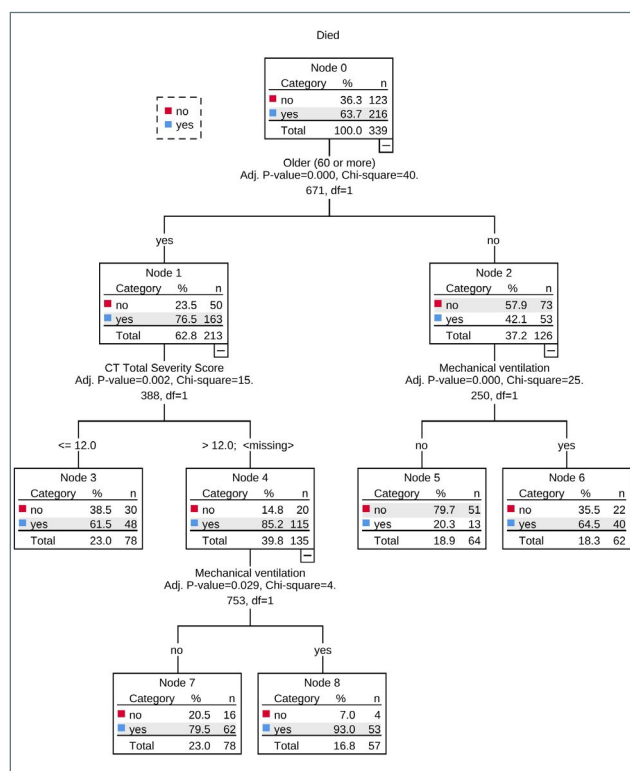 Died
no
yes
Node 0
Category % n
no 36.3 123
yes 63.7 216
Total 100.0 339
Older (60 or more)
Adj. P-value=0.000, Chi-square=40.
671, df=1
yes
no
Node 1
Category % n
no 23.5 50
yes 76.5 163
Total 62.8 213
Node 2
Category % n
no 57.9 73
yes 42.1 53
Total 37.2 126
CT Total Severity Score
Adj. P-value=0.002, Chi-square=15.
388, df=1
Mechanical ventilation
Adj. P-value=0.000, Chi-square=25.
250, df=1
<= 12.0
> 12.0; <missing>
no
yes
Node 3
Category % n
no 38.5 30
yes 61.5 48
Total 23.0 78
Node 4
Category % n
no 14.8 20
yes 85.2 115
Total 39.8 135
Node 5
Category % n
no 79.7 51
yes 20.3 13
Total 18.9 64
Node 6
Category % n
no 35.5 22
yes 64.5 40
Total 18.3 62
Mechanical ventilation
Adj. P-value=0.029, Chi-square=4.
753, df=1
no
yes
Node 7
Category % n
no 20.5 16
yes 79.5 62
Total 23.0 78
Node 8
Category % n
no 7.0 4
yes 93.0 53
Total 16.8 57